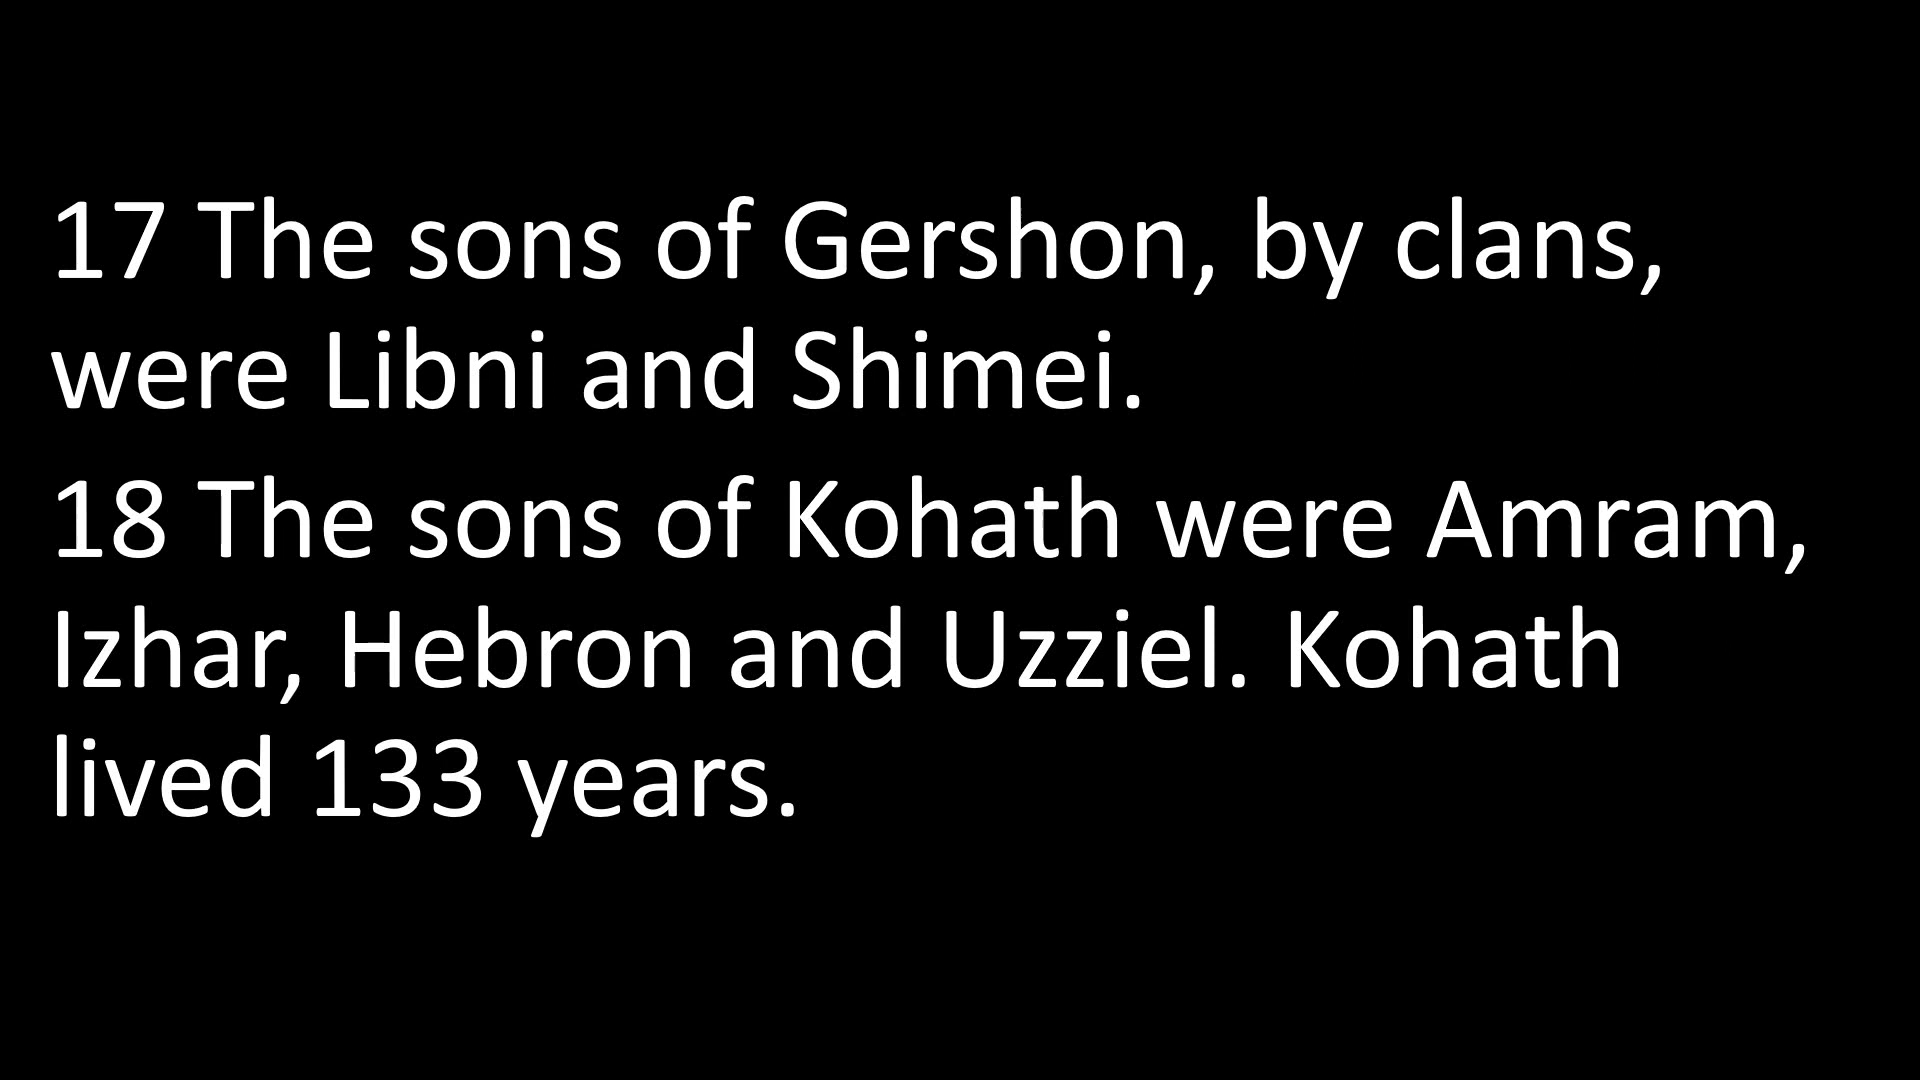 17 The sons of Gershon, by clans,
were Libni and Shimei.
18 The sons of Kohath were Amram,
Izhar, Hebron and Uzziel. Kohath
lived 133 years.